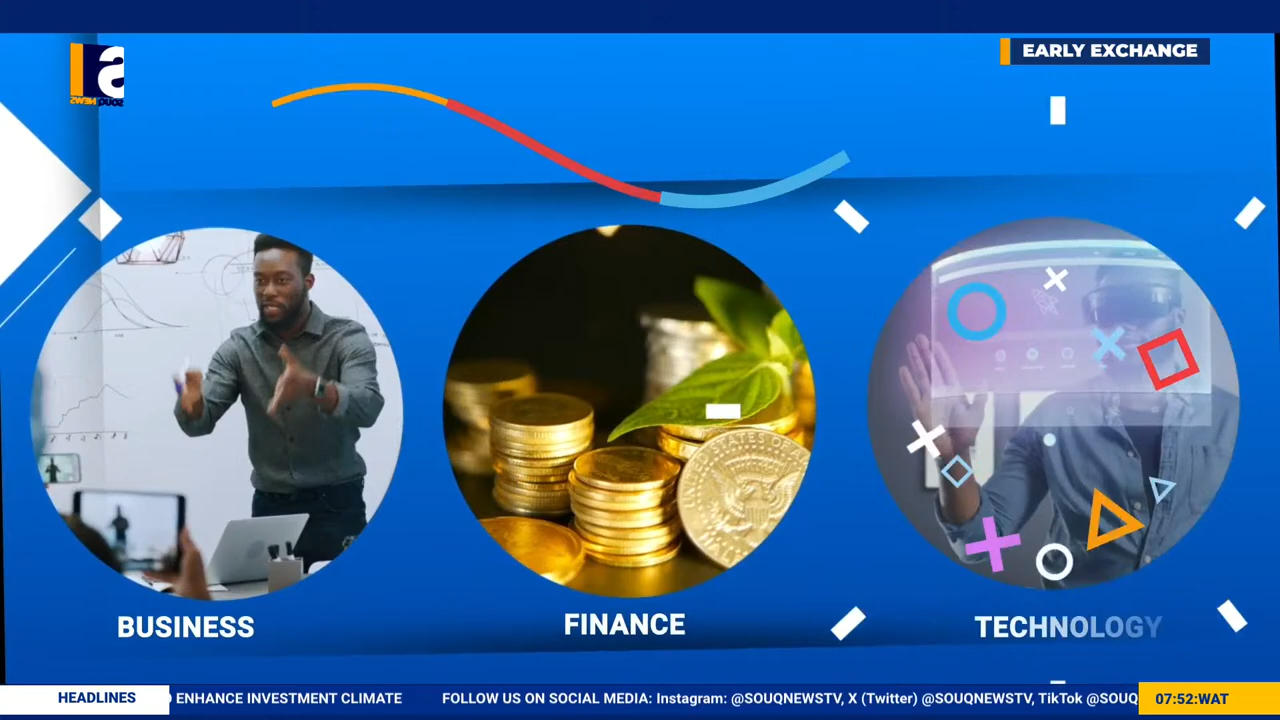 EARLY EXCHANGE
BUSINESS
FINANCE
TECHNOLOGY
HEADLINES
ENHANCE INVESTMENT CLIMATE
FOLLOW US ON SOCIAL MEDIA: Instagram: @SOUQNEWSTV, X (Twitter) @SOUQNEWSTV, TikTok @SOUQ
07:52:WAT